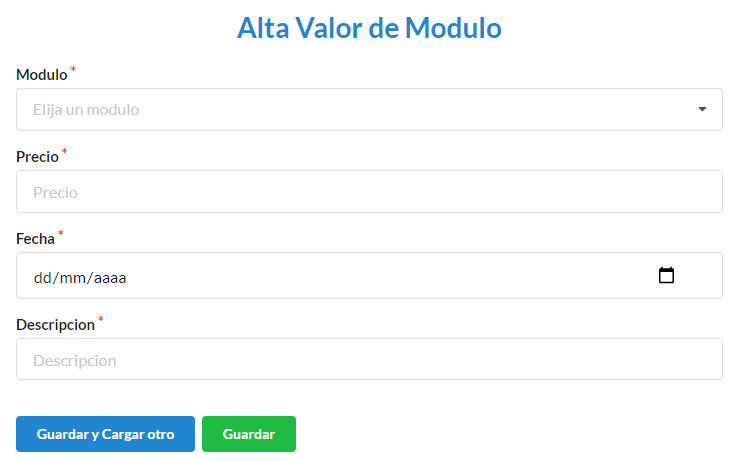 Alta Valor de Modulo
Modulo *
Elija un modulo
Precio *
Precio
Fecha *
dd/mm/aaaa
Descripcion *
Descripcion
Guardar y Cargar otro Guardar